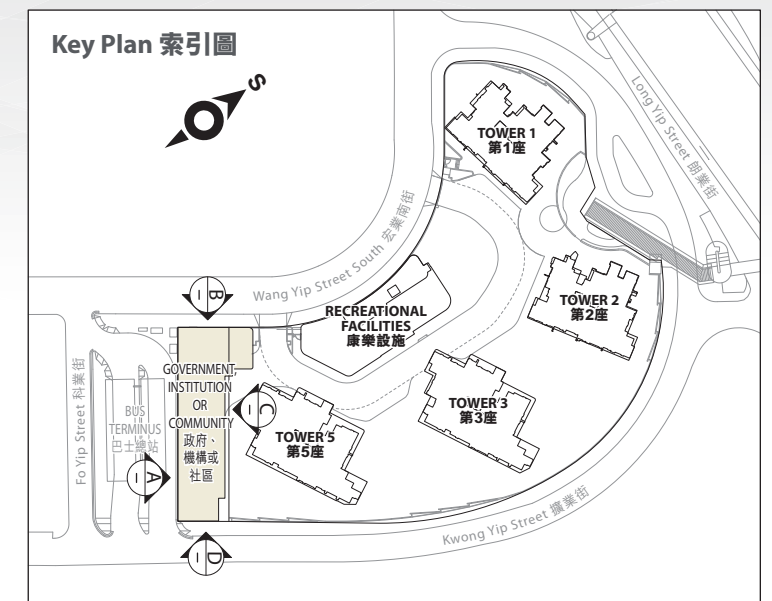 Key Plan 索引圖
S
TOWER 1
第1座
Long Yip Street 朗業街
Wang Yip Street South 宏業南街
B
–
RECREATIONAL
FACILITIES
康樂設施
TOWER 2
第2座
GOVERNMENT,
INSTITUTION
OR
COMMUNITY
政府、
機構或
社區
C
–
TOWER 3
第3座
TOWER 5
第5座
BUS
TERMINUS
巴士總站
Fo Yip Street 科業街
A
–
D
–
Kwong Yip Street 擴業街